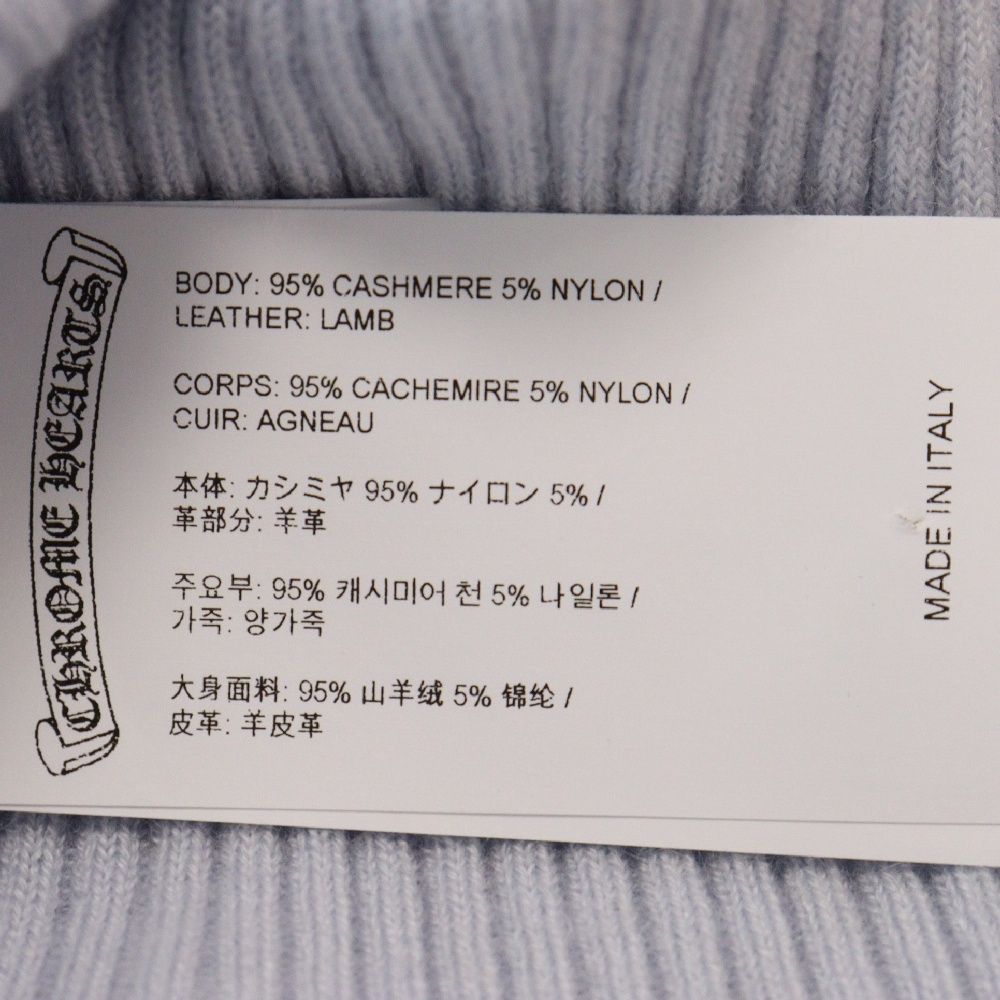 CHROME HEARTS
BODY: 95% CASHMERE 5% NYLON /
LEATHER: LAMB
CORPS: 95% CACHEMIRE 5% NYLON /
CUIR: AGNEAU
本体: カシミヤ 95% ナイロン 5% /
革部分: 羊革
주요부: 95% 캐시미어 천 5% 나일론 /
가죽: 양가죽
大身面料: 95% 山羊绒 5% 锦纶 /
皮革: 羊皮革
MADE IN ITALY